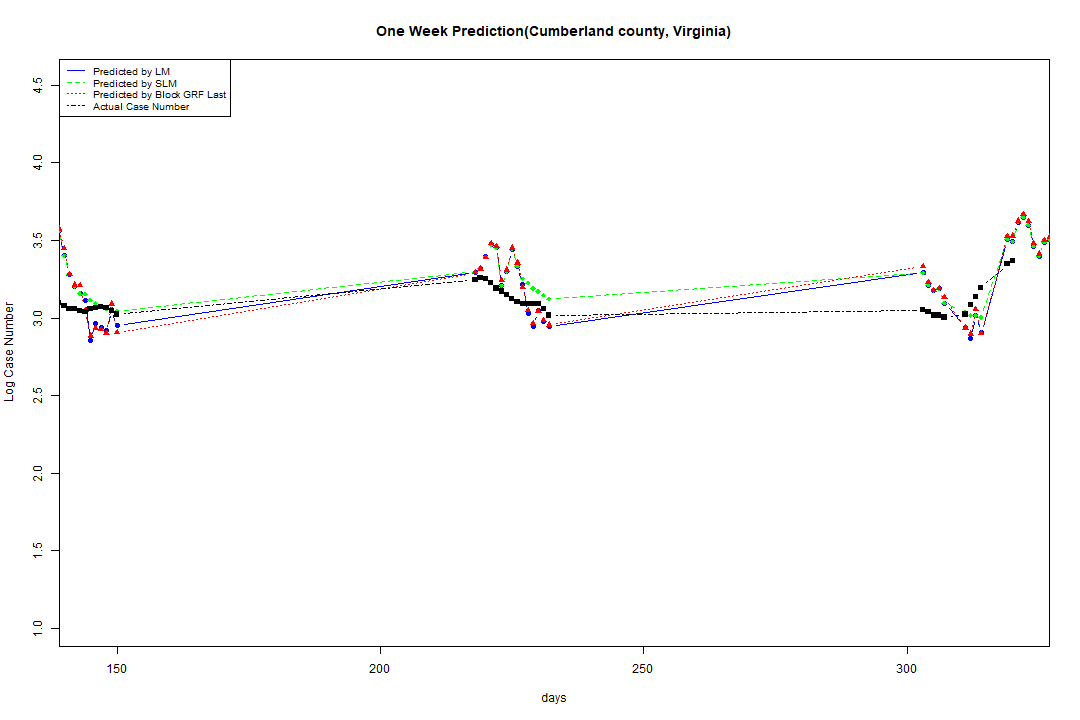 One Week Prediction(Cumberland county, Virginia)
Predicted by LM
Predicted by SLM
Predicted by Block GRF Last
Actual Case Number
4.5
4.0
3.5
3.0
2.5
2.0
1.5
1.0
Log Case Number
150 200 250 300
days